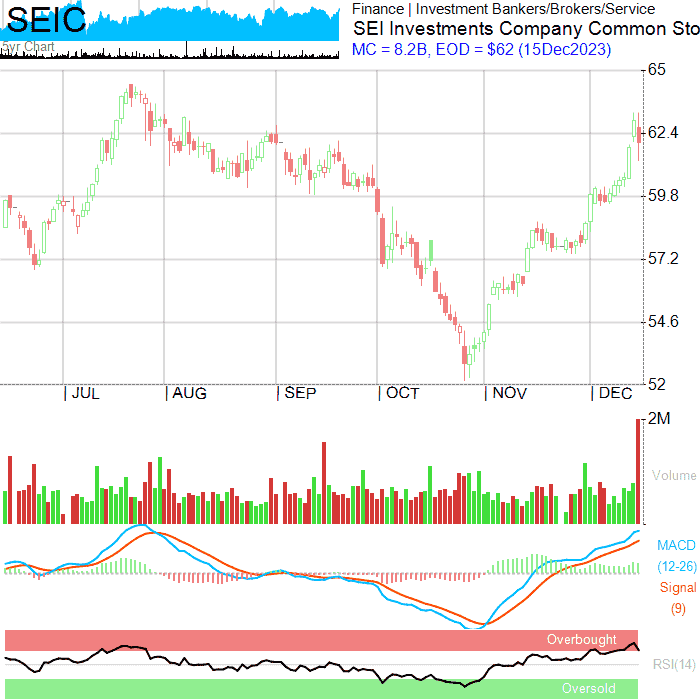 SEIC
5yr Chart
Finance | Investment Bankers/Brokers/Service
SEI Investments Company Common Sto
MC = 8.2B, EOD = $62 (15Dec2023)
65
62.4
59.8
57.2
54.6
52
| JUL | AUG | SEP | OCT | NOV | DEC
2M
Volume
MACD
(12-26)
Signal
(9)
Overbought
RSI(14)
Oversold